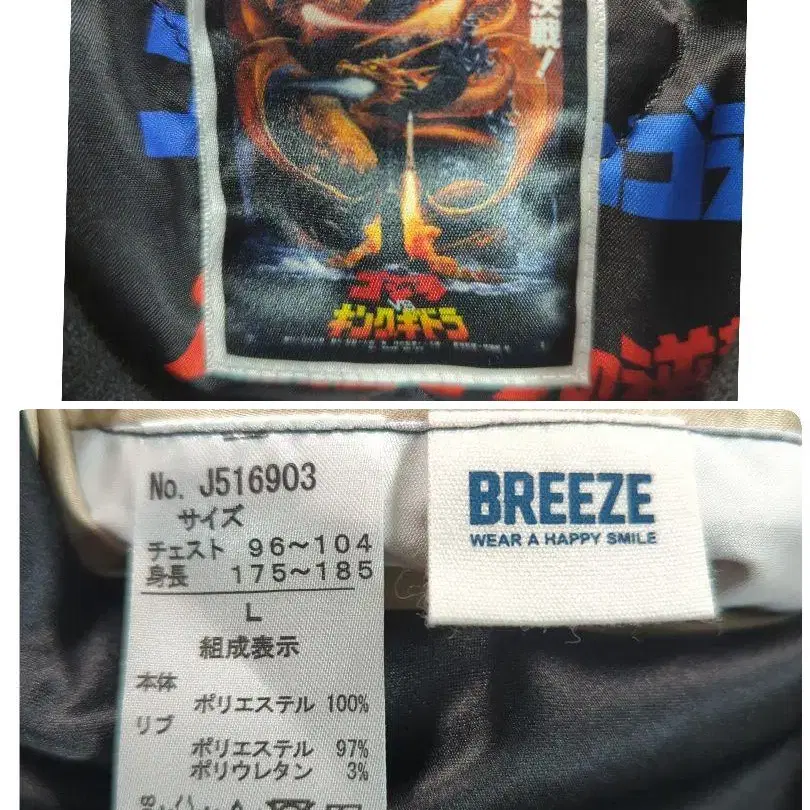 決戦！
ゴジラ
VS
キングギドラ
の逆
No. J516903
サイズ
チェスト 96～104
身長 175～185
L
組成表示
本体
ポリエステル 100%
リブ
ポリエステル 97%
ポリウレタン 3%
BREEZE
WEAR A HAPPY SMILE